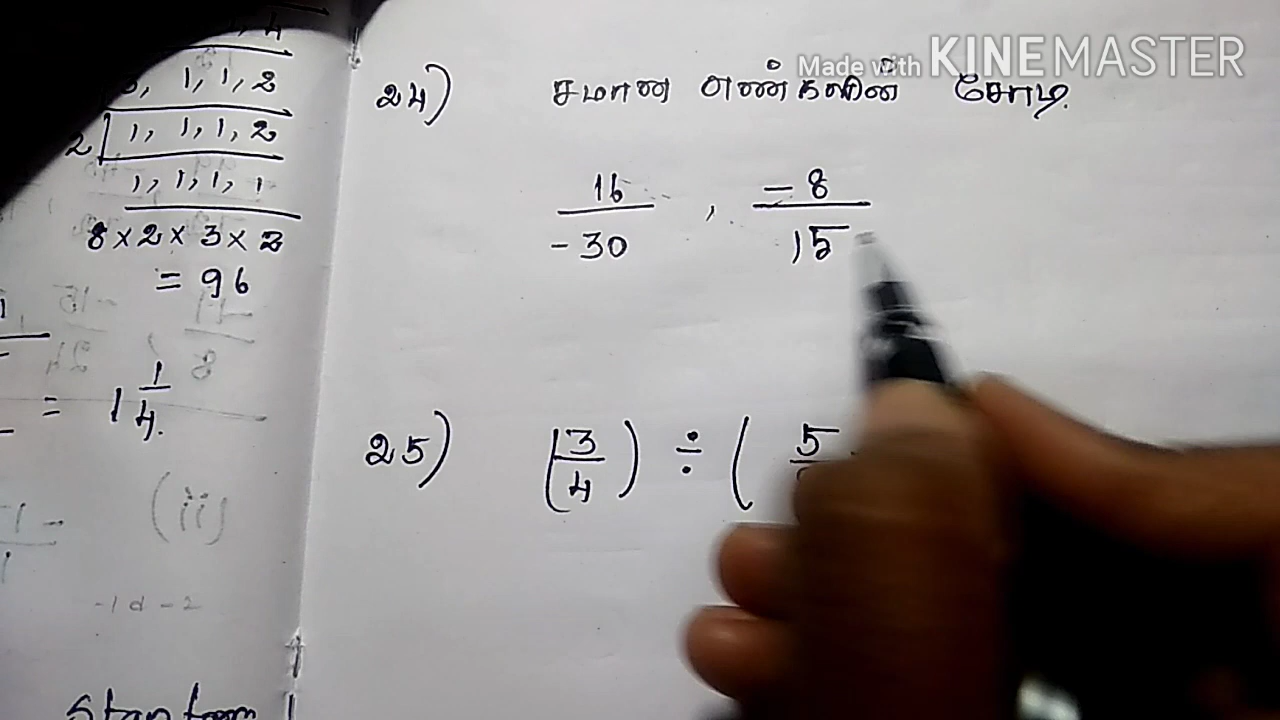 Made with KINEMASTER
1, 1, 2
2 1, 1, 1, 2
1, 1, 1, 1
8 × 2 × 3 × 2
= 96
= 1 1/4.
(ii)
24) சமான எண்களின் சோடி.
16/-30 , -8/15
25) (3/4) ÷ (5